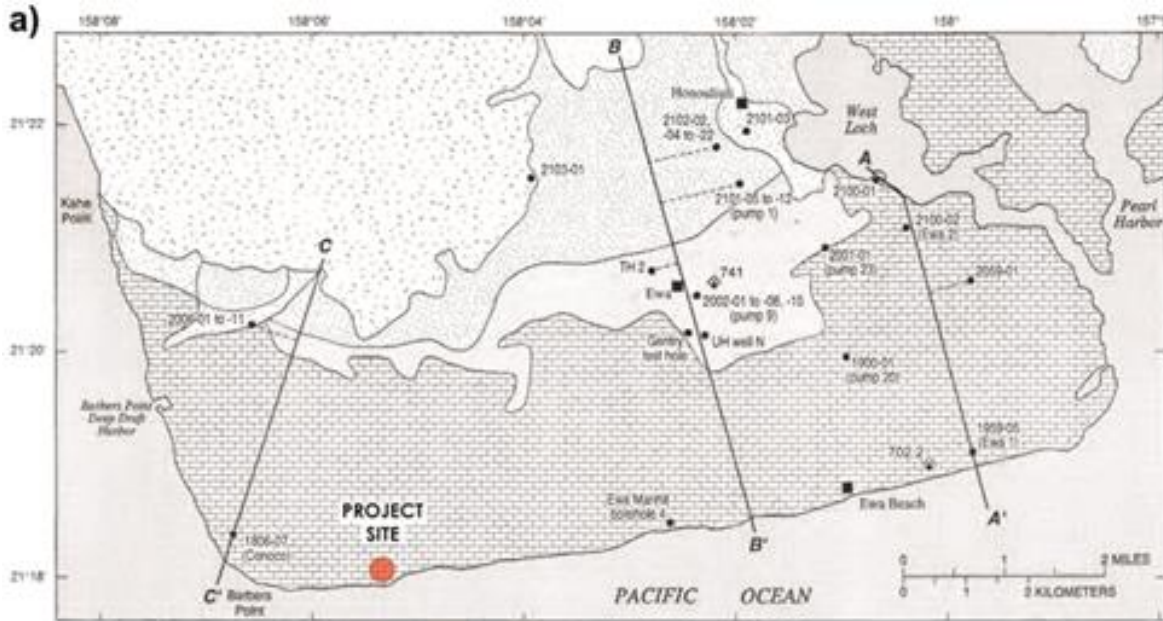 a)
158°08'
158°06'
158°04'
158°02'
158°
157°
21°22'
21°20'
21°18'
B
Honouliuli
2102-02,
-04 to -22
2101-03
West
Loch
A
2103-01
2101-05 to -12
(pump 1)
2100-01
Pearl
Harbor
Kahe
Point
2100-02
(Ewa 2)
C
TH 2
741
2001-01
(pump 23)
2059-01
Ewa
2002-01 to -08, -10
(pump 9)
2006-01 to -11
Gentry
test hole
UH well N
1900-01
(pump 20)
Barbers Point
Deep Draft
Harbor
1959-05
(Ewa 1)
702.2
PROJECT
SITE
Ewa Marina
borehole 4
Ewa Beach
1806-07
(Conoco)
A'
B'
0 1 2 MILES
0 1 2 KILOMETERS
C'
Barbers
Point
PACIFIC OCEAN